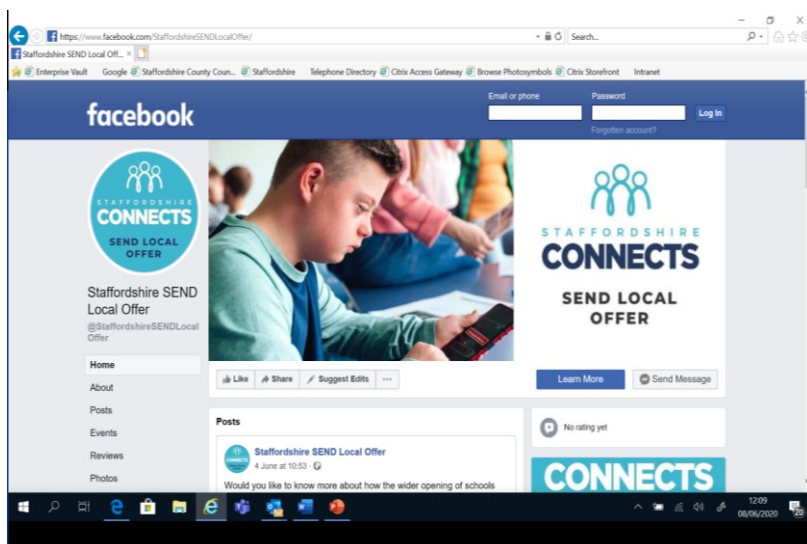 https://www.facebook.com/StaffordshireSENDLocalOffer/
Search...
Staffordshire SEND Local Off...
Enterprise Vault Google Staffordshire County Coun... Staffordshire Telephone Directory Citrix Access Gateway Browse Photosymbols Citrix Storefront Intranet
facebook
Email or phone Password
Log In
Forgotten account?
STAFFORDSHIRE
CONNECTS
SEND LOCAL
OFFER
STAFFORDSHIRE
CONNECTS
SEND LOCAL
OFFER
Staffordshire SEND
Local Offer
@StaffordshireSENDLocal
Offer
Home
About
Posts
Events
Reviews
Photos
Like Share Suggest Edits ...
Learn More Send Message
Posts
Staffordshire SEND Local Offer
4 June at 10:53
Would you like to know more about how the wider opening of schools
No rating yet
CONNECTS
12:09
08/06/2020
20